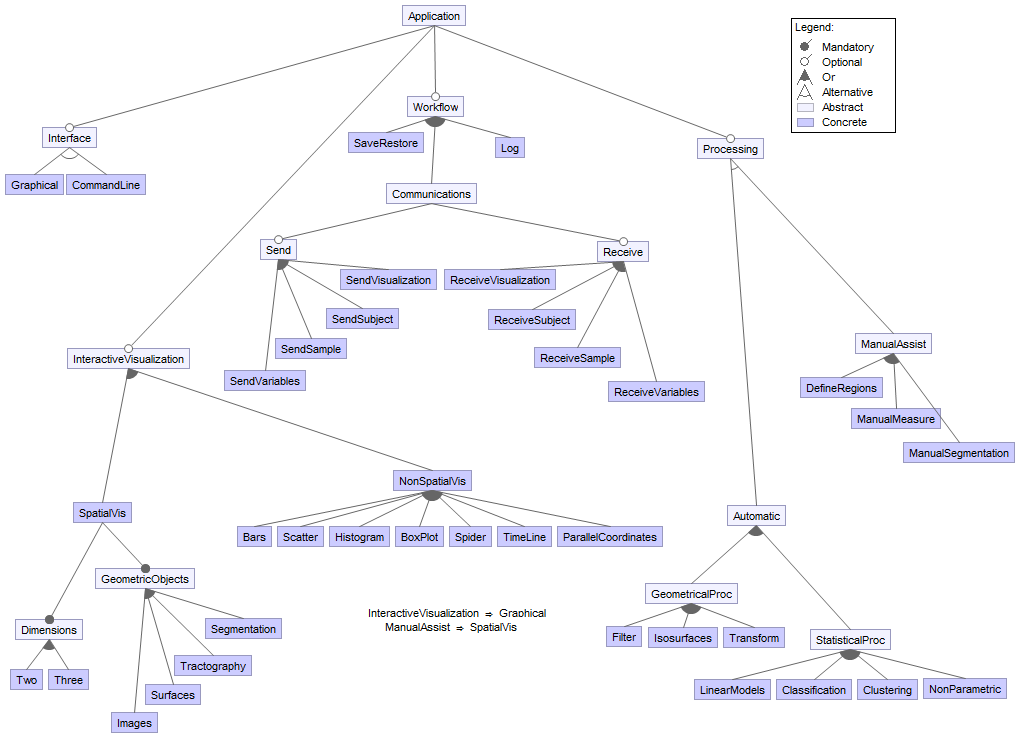 Application
Legend:
Mandatory
Optional
Or
Alternative
Abstract
Concrete
Workflow
Interface
SaveRestore
Log
Processing
Graphical
CommandLine
Communications
Send
Receive
SendVisualization
ReceiveVisualization
SendSubject
ReceiveSubject
SendSample
ReceiveSample
SendVariables
ReceiveVariables
InteractiveVisualization
ManualAssist
DefineRegions
ManualMeasure
ManualSegmentation
NonSpatialVis
SpatialVis
Automatic
Bars
Scatter
Histogram
BoxPlot
Spider
TimeLine
ParallelCoordinates
GeometricObjects
GeometricalProc
InteractiveVisualization ⇒ Graphical
ManualAssist ⇒ SpatialVis
Dimensions
Segmentation
Filter
Isosurfaces
Transform
StatisticalProc
Two
Three
Tractography
Surfaces
Images
LinearModels
Classification
Clustering
NonParametric